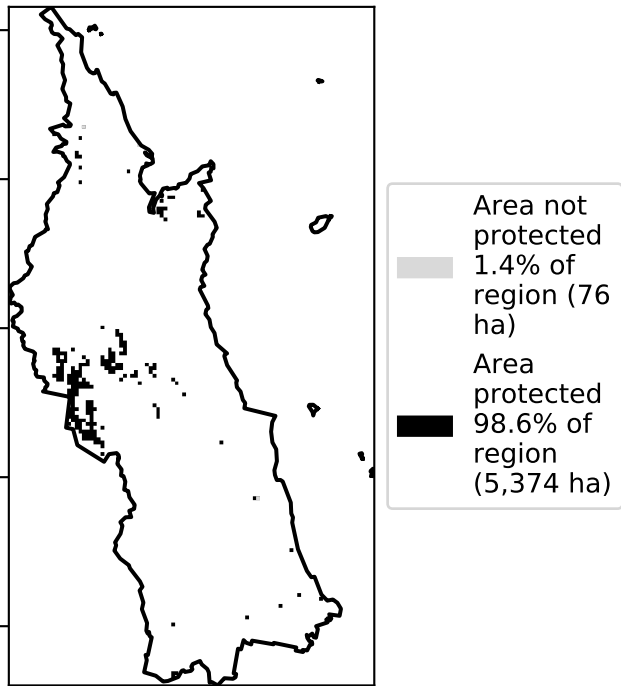 Area not
protected
1.4% of
region (76
ha)
Area
protected
98.6% of
region
(5,374 ha)